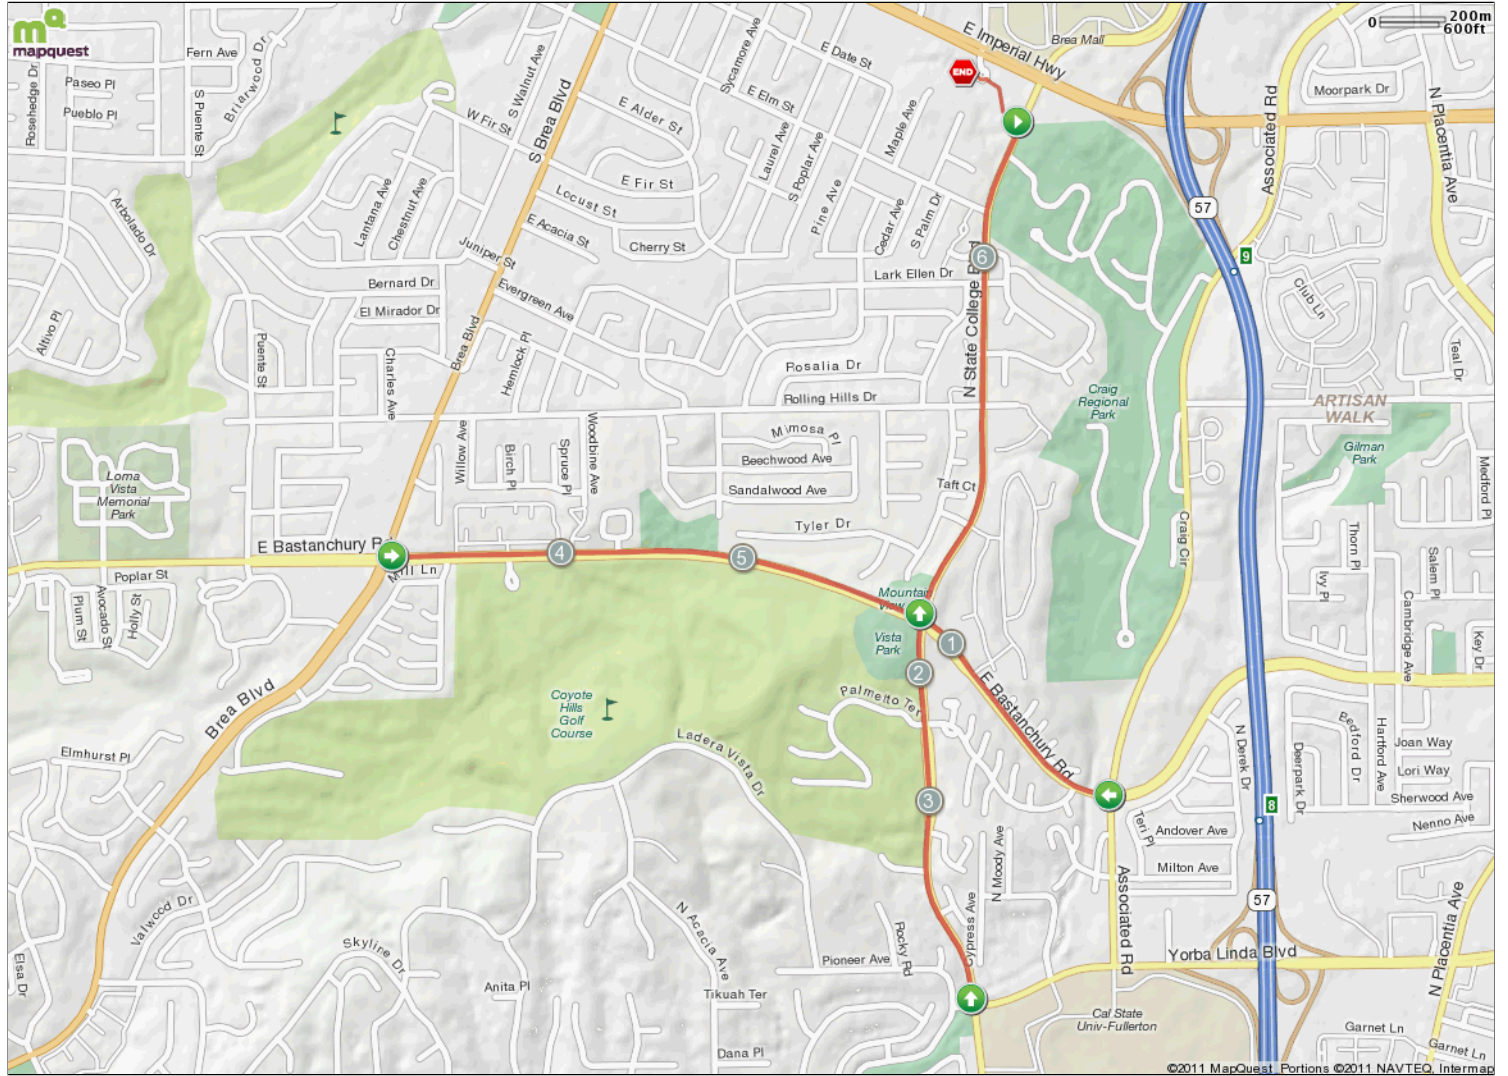 mapquest
0 200m
600ft
Fern Ave
Paseo Pl
Pueblo Pl
Rosehedge Dr
S Puente St
Briarwood Dr
S Walnut Ave
W Fir St
S Brea Blvd
Sycamore Ave
E Date St
E Elm St
E Alder St
Laurel Ave
S Poplar Ave
Maple Ave
E Imperial Hwy
Brea Mall
END
Associated Rd
Moorpark Dr
N Placentia Ave
E Fir St
Locust St
E Acacia St
Cherry St
Pine Ave
Cedar Ave
S Palm Dr
57
Lantana Ave
Chestnut Ave
Arbolado Dr
Juniper St
Bernard Dr
El Mirador Dr
Evergreen Ave
Lark Ellen Dr
6
9
Club Ln
Altivo Pl
Puente St
Charles Ave
Brea Blvd
Hemlock Pl
N State College Blvd
Rosalia Dr
Rolling Hills Dr
Craig
Regional
Park
ARTISAN
WALK
Teal Dr
Gilman
Park
Medford Pl
Loma
Vista
Memorial
Park
Willow Ave
Birch Pl
Spruce Pl
Woodbine Ave
Mimosa Pl
Beechwood Ave
Sandalwood Ave
Taft Ct
Tyler Dr
Craig Cir
Thorn Pl
Ivy Pl
Salem Pl
Cambridge Ave
Key Dr
E Bastanchury Rd
Mill Ln
4
5
Poplar St
Plum St
Avocado St
Holly St
Mountain
View
Vista
Park
1
2
Palmetto Ter
E Bastanchury Rd
Coyote
Hills
Golf
Course
Ladera Vista Dr
Brea Blvd
Elmhurst Pl
N Derek Dr
Deerpark Dr
Bedford Dr
Hartford Ave
Joan Way
Lori Way
Sherwood Ave
Nenno Ave
3
8
Teri Pl
Andover Ave
Milton Ave
N Moody Ave
Associated Rd
57
Valwood Dr
Elsa Dr
Skyline Dr
Anita Pl
N Acacia Ave
Tikuah Ter
Pioneer Ave
Rocky Rd
Cypress Ave
Yorba Linda Blvd
N Placentia Ave
Cal State
Univ-Fullerton
Dana Pl
Garnet Ln
Garnet Ln
©2011 MapQuest Portions ©2011 NAVTEQ, Intermap